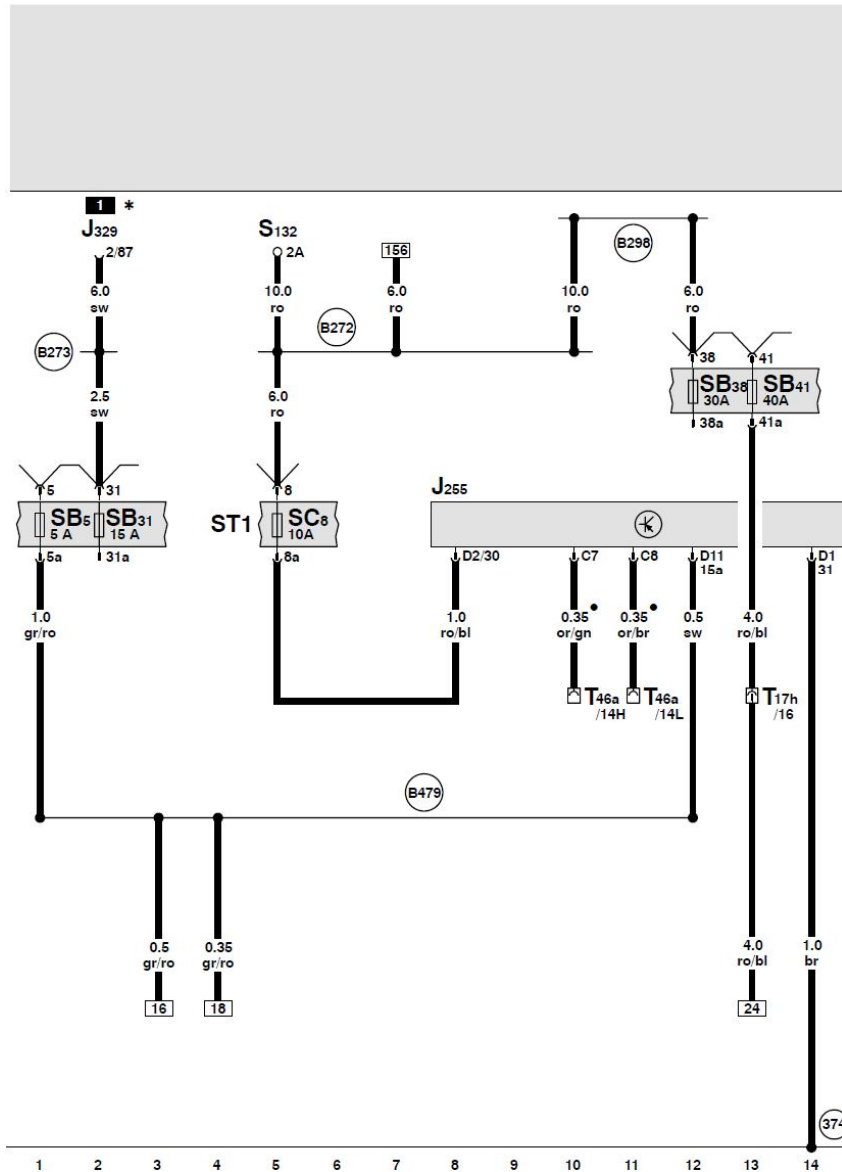 1 *
J329
2/87
6.0
sw
B273
2.5
sw
5
31
SB5
5 A
SB31
15 A
5a
31a
1.0
gr/ro
S132
2A
10.0
ro
156
6.0
ro
B272
6.0
ro
8
ST1
SC8
10A
8a
B298
10.0
ro
6.0
ro
38
41
SB38
30A
SB41
40A
38a
41a
J255
D2/30
C7
C8
D11
15a
D1
31
1.0
ro/bl
0.35
or/gn
0.35
or/br
0.5
sw
4.0
ro/bl
T46a
/14H
T46a
/14L
T17h
/16
B479
0.5
gr/ro
0.35
gr/ro
4.0
ro/bl
1.0
br
16
18
24
374
1 2 3 4 5 6 7 8 9 10 11 12 13 14